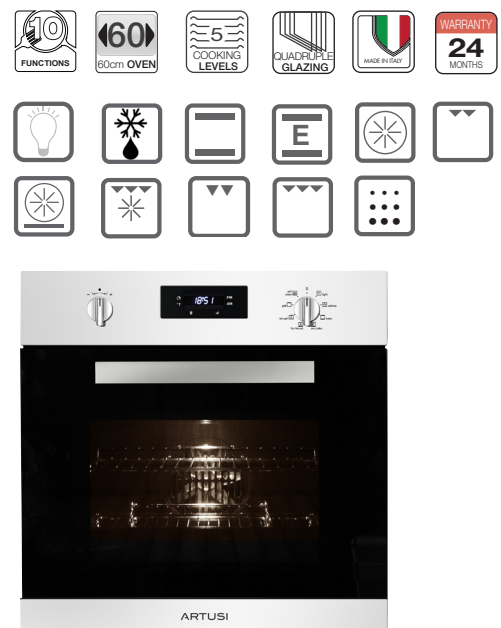 10
FUNCTIONS
60
60cm OVEN
5
COOKING
LEVELS
QUADRUPLE
GLAZING
MADE IN ITALY
WARRANTY
24
MONTHS
E
18:51
ARTUSI